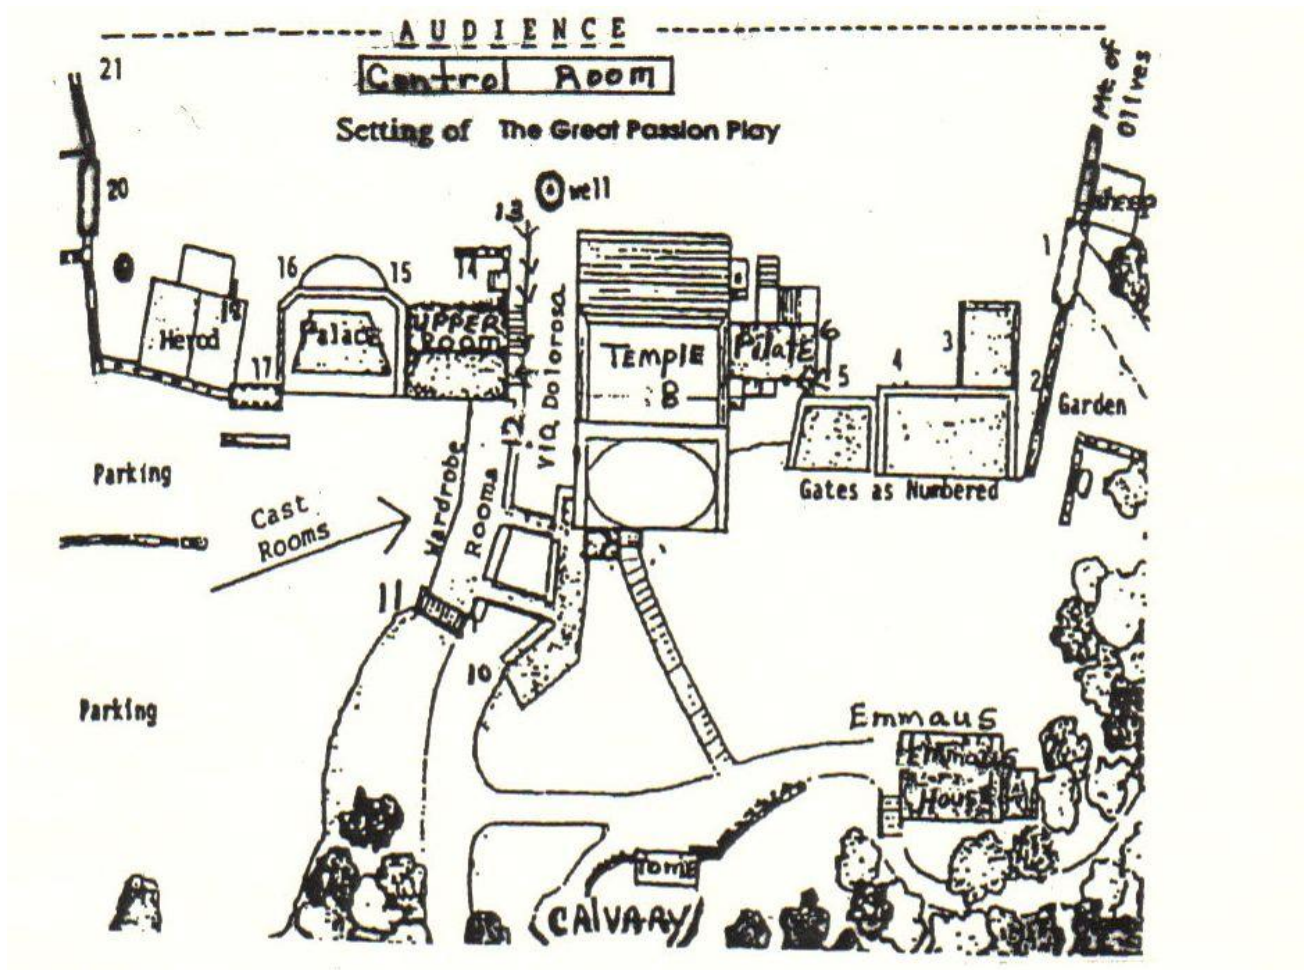 AUDIENCE
Control Room
Setting of The Great Passion Play
Mt. of Olives
21
20
well
13
sheep
1
16
15
14
18
Herod
Palace
UPPER ROOM
17
Via Dolorosa
TEMPLE
8
Pilate
6
5
4
3
2
Garden
12
Gates as Numbered
Parking
Cast Rooms
Wardrobe Rooms
11
10
Parking
Emmaus
Emmaus
House
TOMB
CALVARY